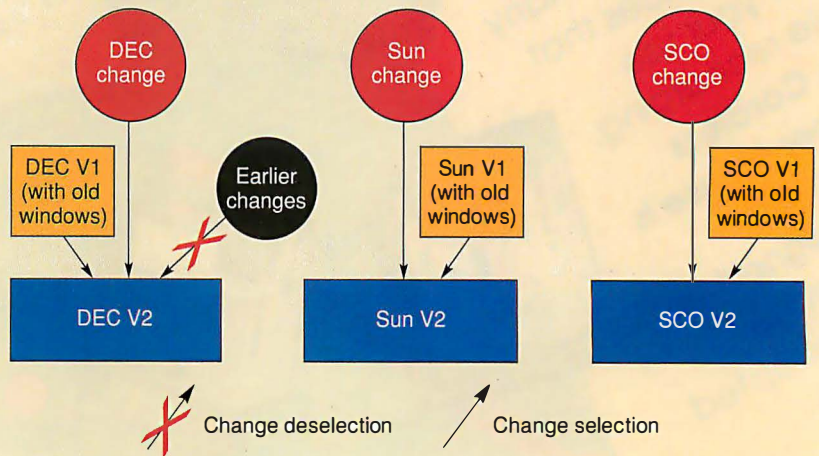 DEC
change
Sun
change
SCO
change
DEC V1
(with old
windows)
Earlier
changes
Sun V1
(with old
windows)
SCO V1
(with old
windows)
DEC V2
Sun V2
SCO V2
Change deselection
Change selection